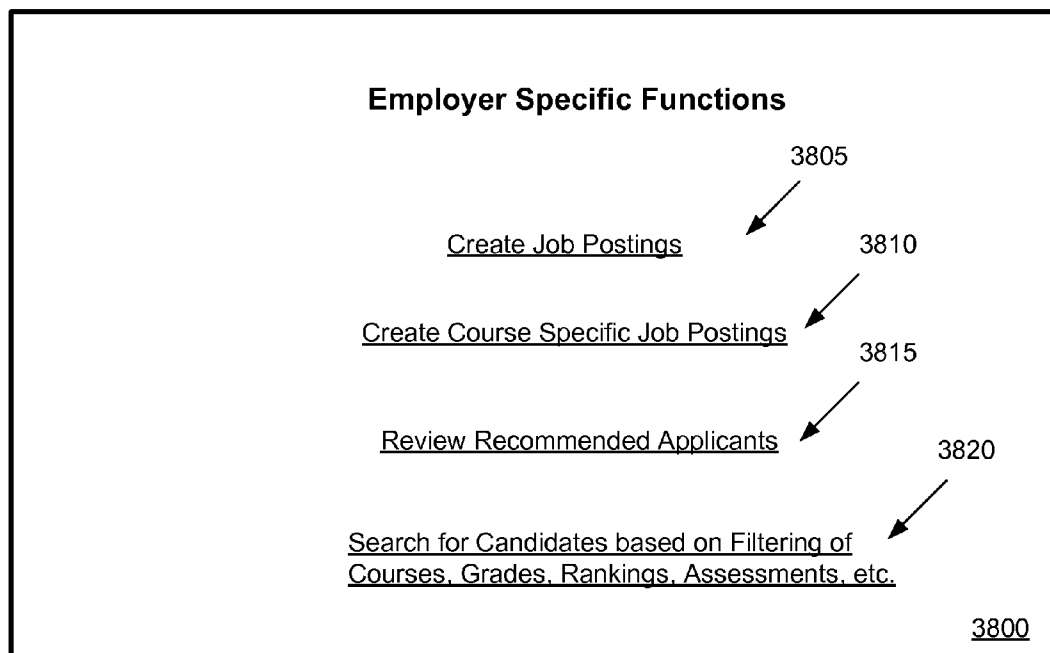 Employer Specific Functions
3805
Create Job Postings
3810
Create Course Specific Job Postings
3815
Review Recommended Applicants
3820
Search for Candidates based on Filtering of
Courses, Grades, Rankings, Assessments, etc.
3800